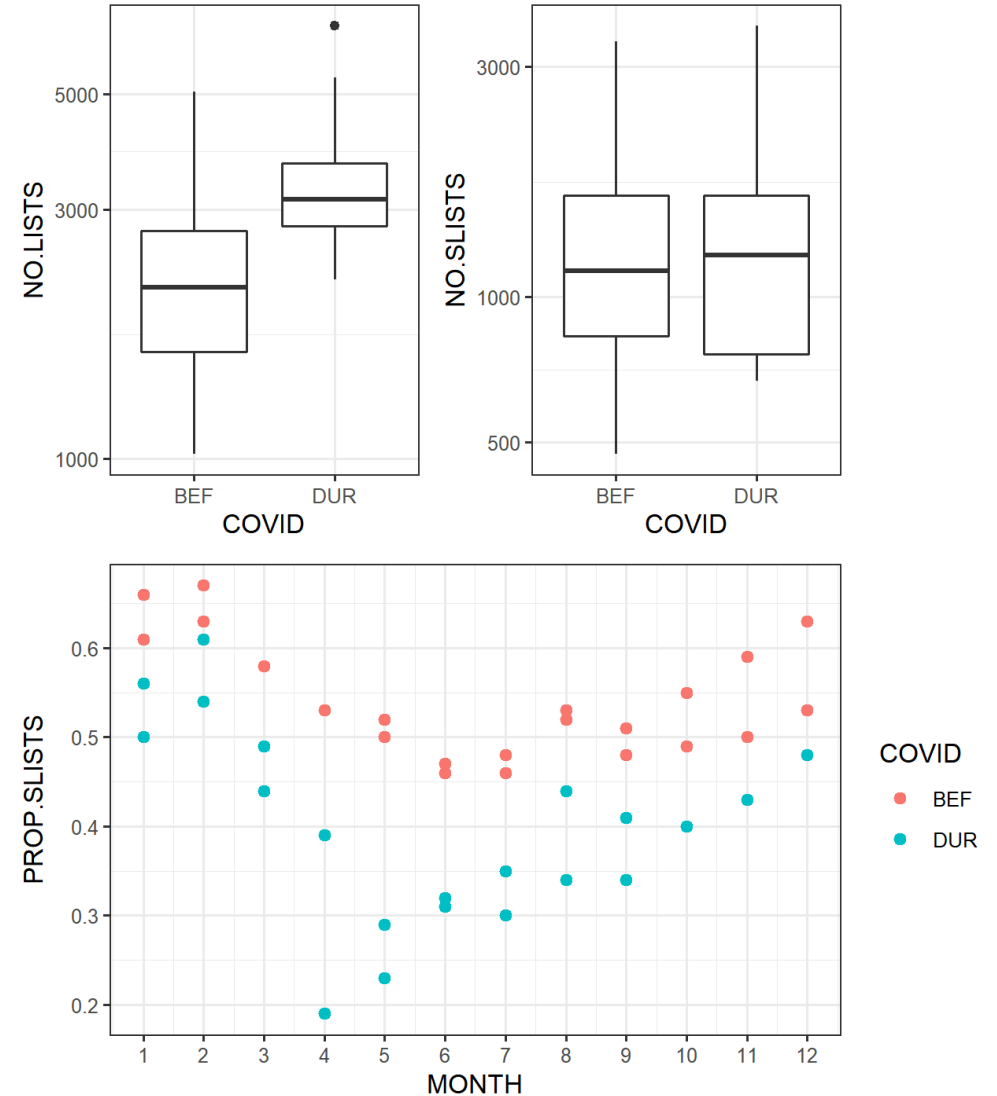 NO.LISTS
5000
3000
1000
BEF DUR
COVID
NO.SLISTS
3000
1000
500
BEF DUR
COVID
PROP.SLISTS
0.6
0.5
0.4
0.3
0.2
1 2 3 4 5 6 7 8 9 10 11 12
MONTH
COVID
BEF
DUR